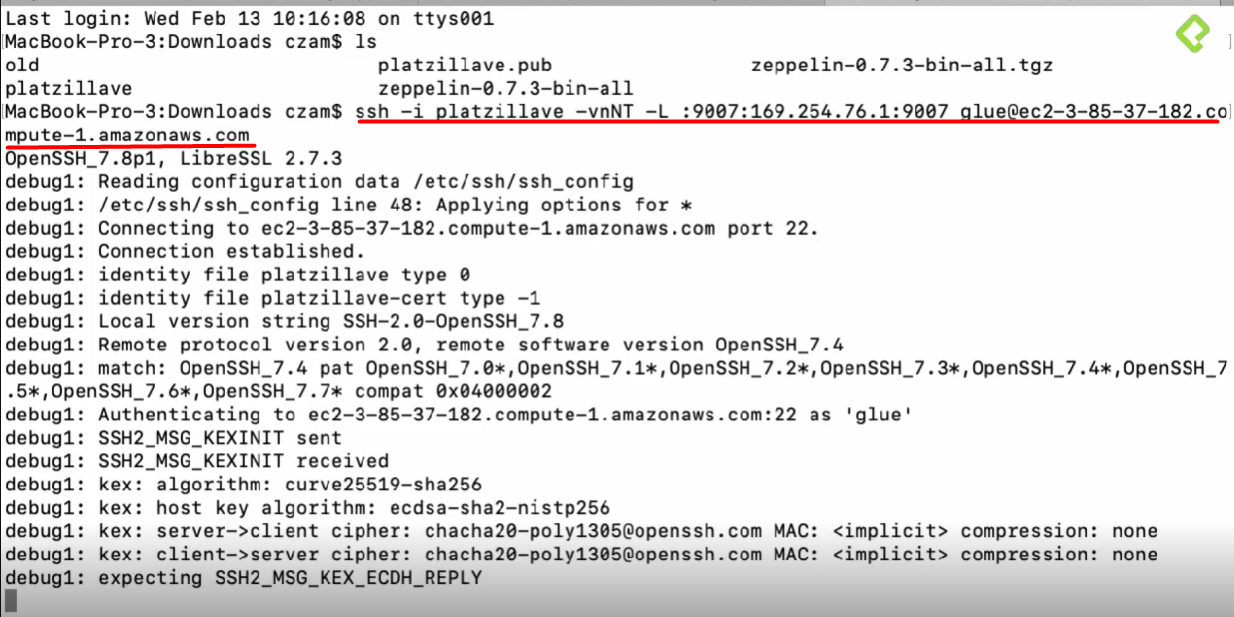 Last login: Wed Feb 13 10:16:08 on ttys001
[MacBook-Pro-3:Downloads czam$ ls
old platzillave.pub zeppelin-0.7.3-bin-all.tgz
platzillave zeppelin-0.7.3-bin-all
[MacBook-Pro-3:Downloads czam$ ssh -i platzillave -vnNT -L :9007:169.254.76.1:9007 glue@ec2-3-85-37-182.co
mpute-1.amazonaws.com
OpenSSH_7.8p1, LibreSSL 2.7.3
debug1: Reading configuration data /etc/ssh/ssh_config
debug1: /etc/ssh/ssh_config line 48: Applying options for *
debug1: Connecting to ec2-3-85-37-182.compute-1.amazonaws.com port 22.
debug1: Connection established.
debug1: identity file platzillave type 0
debug1: identity file platzillave-cert type -1
debug1: Local version string SSH-2.0-OpenSSH_7.8
debug1: Remote protocol version 2.0, remote software version OpenSSH_7.4
debug1: match: OpenSSH_7.4 pat OpenSSH_7.0*,OpenSSH_7.1*,OpenSSH_7.2*,OpenSSH_7.3*,OpenSSH_7.4*,OpenSSH_7
.5*,OpenSSH_7.6*,OpenSSH_7.7* compat 0x04000002
debug1: Authenticating to ec2-3-85-37-182.compute-1.amazonaws.com:22 as 'glue'
debug1: SSH2_MSG_KEXINIT sent
debug1: SSH2_MSG_KEXINIT received
debug1: kex: algorithm: curve25519-sha256
debug1: kex: host key algorithm: ecdsa-sha2-nistp256
debug1: kex: server->client cipher: chacha20-poly1305@openssh.com MAC: <implicit> compression: none
debug1: kex: client->server cipher: chacha20-poly1305@openssh.com MAC: <implicit> compression: none
debug1: expecting SSH2_MSG_KEX_ECDH_REPLY